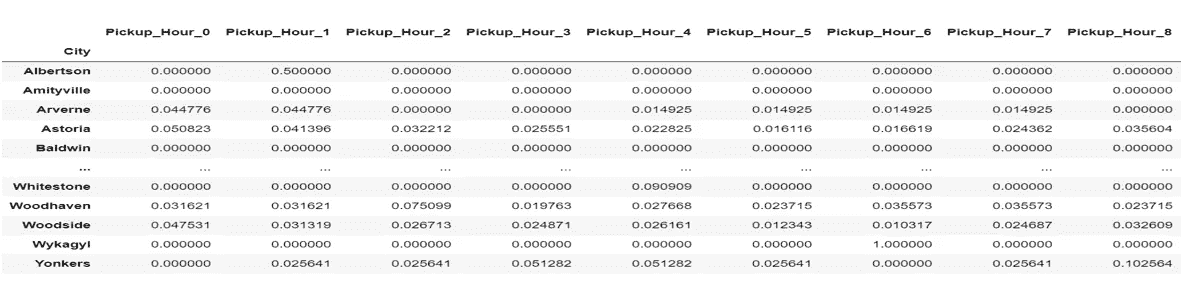 Pickup_Hour_0 Pickup_Hour_1 Pickup_Hour_2 Pickup_Hour_3 Pickup_Hour_4 Pickup_Hour_5 Pickup_Hour_6 Pickup_Hour_7 Pickup_Hour_8
City
Albertson 0.000000 0.500000 0.000000 0.000000 0.000000 0.000000 0.000000 0.000000 0.000000
Amityville 0.000000 0.000000 0.000000 0.000000 0.000000 0.000000 0.000000 0.000000 0.000000
Arverne 0.044776 0.044776 0.000000 0.000000 0.014925 0.014925 0.014925 0.014925 0.000000
Astoria 0.050823 0.041396 0.032212 0.025551 0.022825 0.016116 0.016619 0.024362 0.035604
Baldwin 0.000000 0.000000 0.000000 0.000000 0.000000 0.000000 0.000000 0.000000 0.000000
... ... ... ... ... ... ... ... ... ...
Whitestone 0.000000 0.000000 0.000000 0.000000 0.090909 0.000000 0.000000 0.000000 0.000000
Woodhaven 0.031621 0.031621 0.075099 0.019763 0.027668 0.023715 0.035573 0.035573 0.023715
Woodside 0.047531 0.031319 0.026713 0.024871 0.026161 0.012343 0.010317 0.024687 0.032609
Wykagyl 0.000000 0.000000 0.000000 0.000000 0.000000 0.000000 1.000000 0.000000 0.000000
Yonkers 0.000000 0.025641 0.025641 0.051282 0.051282 0.025641 0.000000 0.025641 0.102564